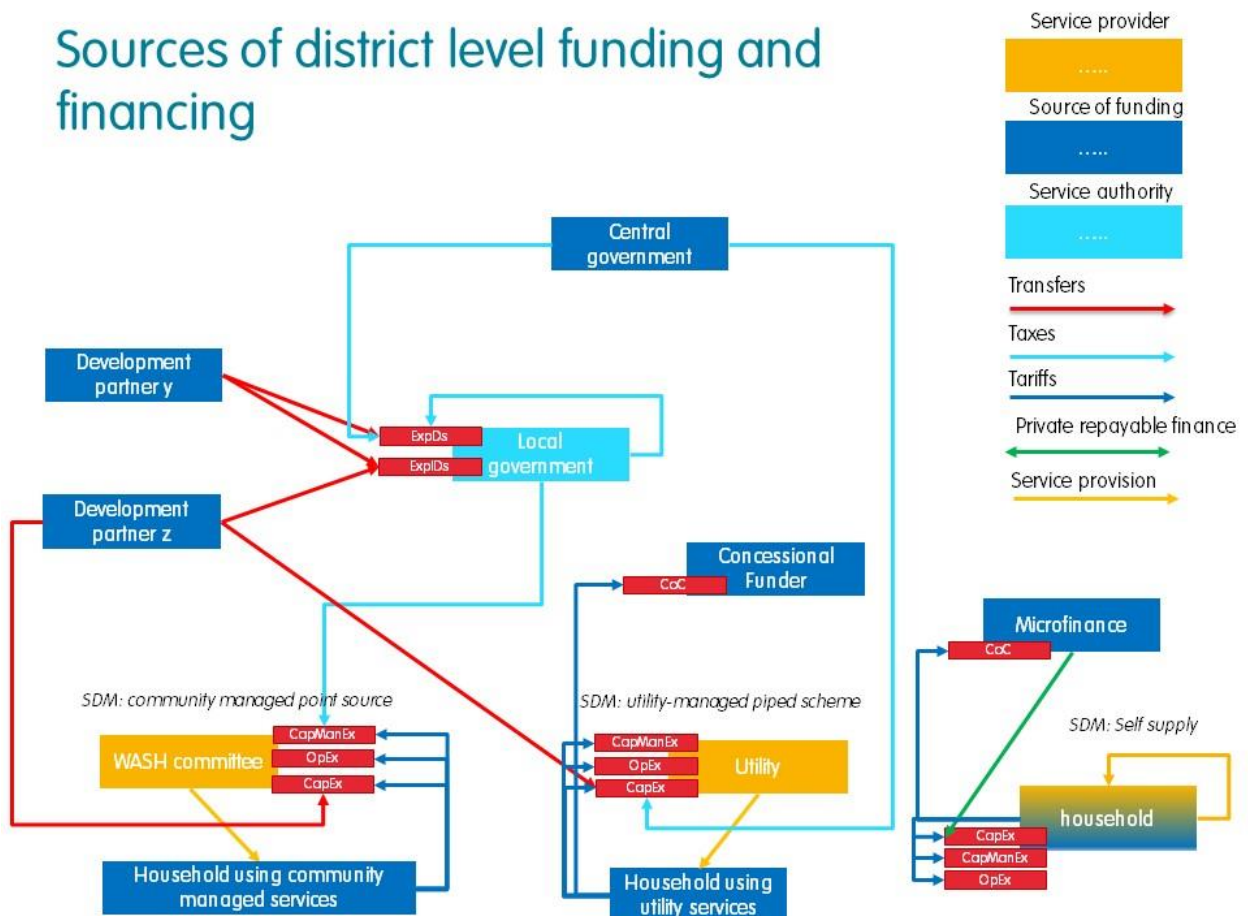 Sources of district level funding and
financing
Service provider
.....
Source of funding
.....
Service authority
.....
Transfers
Taxes
Tariffs
Private repayable finance
Service provision
Central
government
Development
partner y
ExpDs
ExpIDs
Local
government
Development
partner z
Concessional
Funder
CoC
Microfinance
CoC
SDM: community managed point source
CapManEx
OpEx
CapEx
WASH committee
SDM: utility-managed piped scheme
CapManEx
OpEx
CapEx
Utility
SDM: Self supply
household
CapEx
CapManEx
OpEx
Household using community
managed services
Household using
utility services